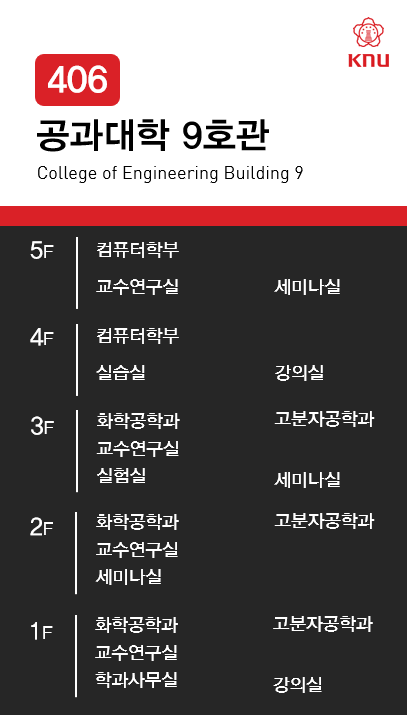 KNU
406
공과대학 9호관
College of Engineering Building 9
5F 컴퓨터학부
교수연구실 세미나실
4F 컴퓨터학부
실습실 강의실
3F 화학공학과 고분자공학과
교수연구실
실험실 세미나실
2F 화학공학과 고분자공학과
교수연구실
세미나실
1F 화학공학과 고분자공학과
교수연구실
학과사무실 강의실